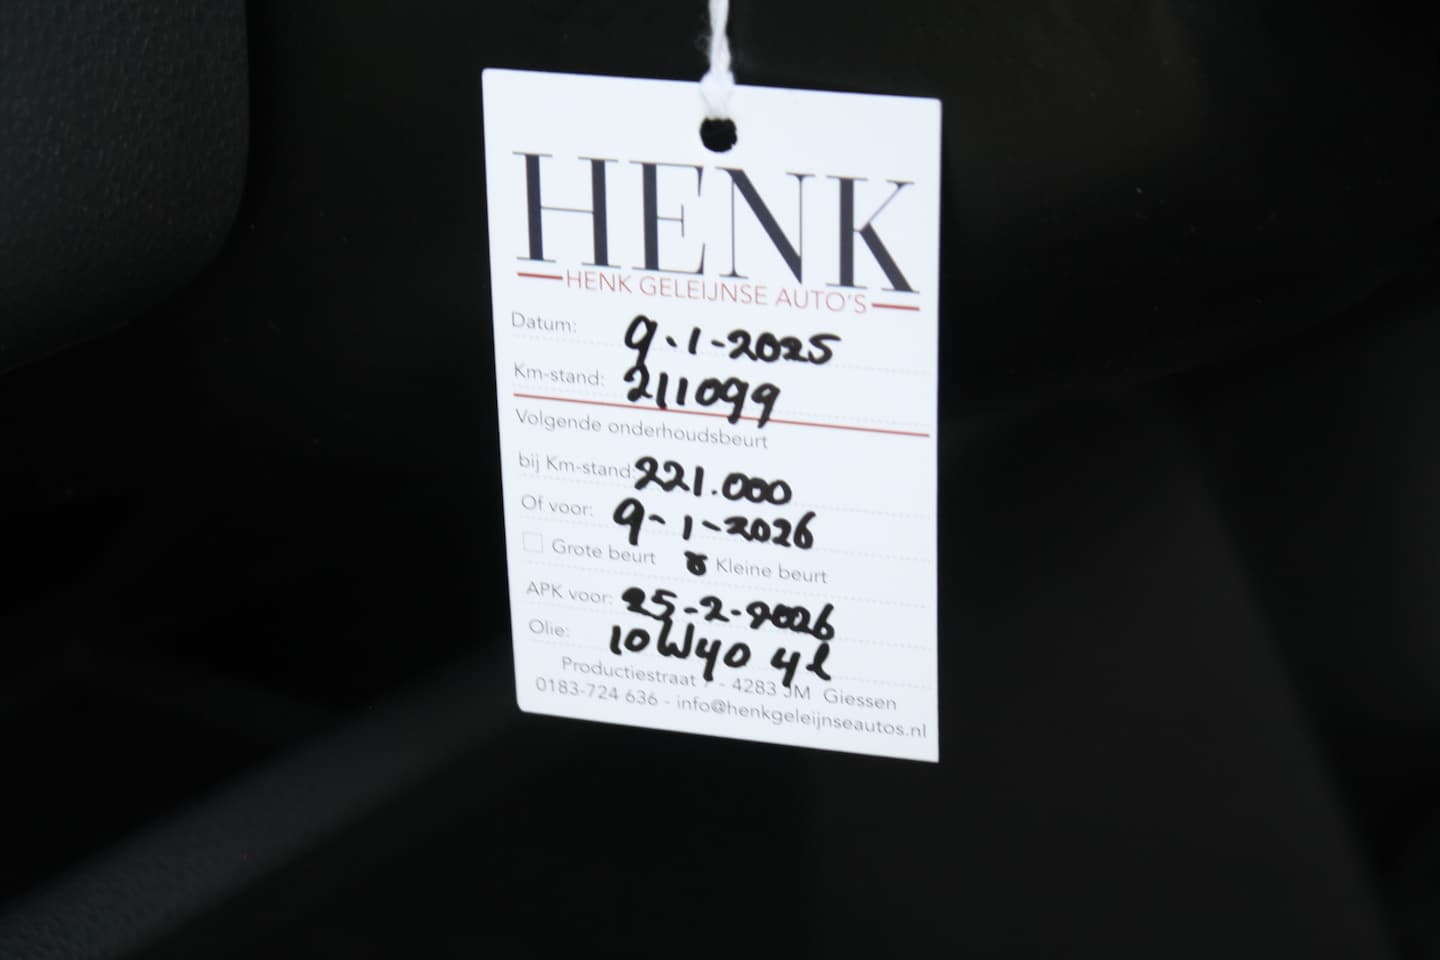 HENK
HENK GELEIJNSE AUTO'S
Datum: 9-1-2025
Km-stand: 211099
Volgende onderhoudsbeurt
bij Km-stand: 221.000
Of voor: 9-1-2026
Grote beurt Kleine beurt
APK voor: 25-2-2026
Olie: 10W40 4l
Productiestraat - 4283 JM Giessen
0183-724 636 - info@henkgeleijnseautos.nl